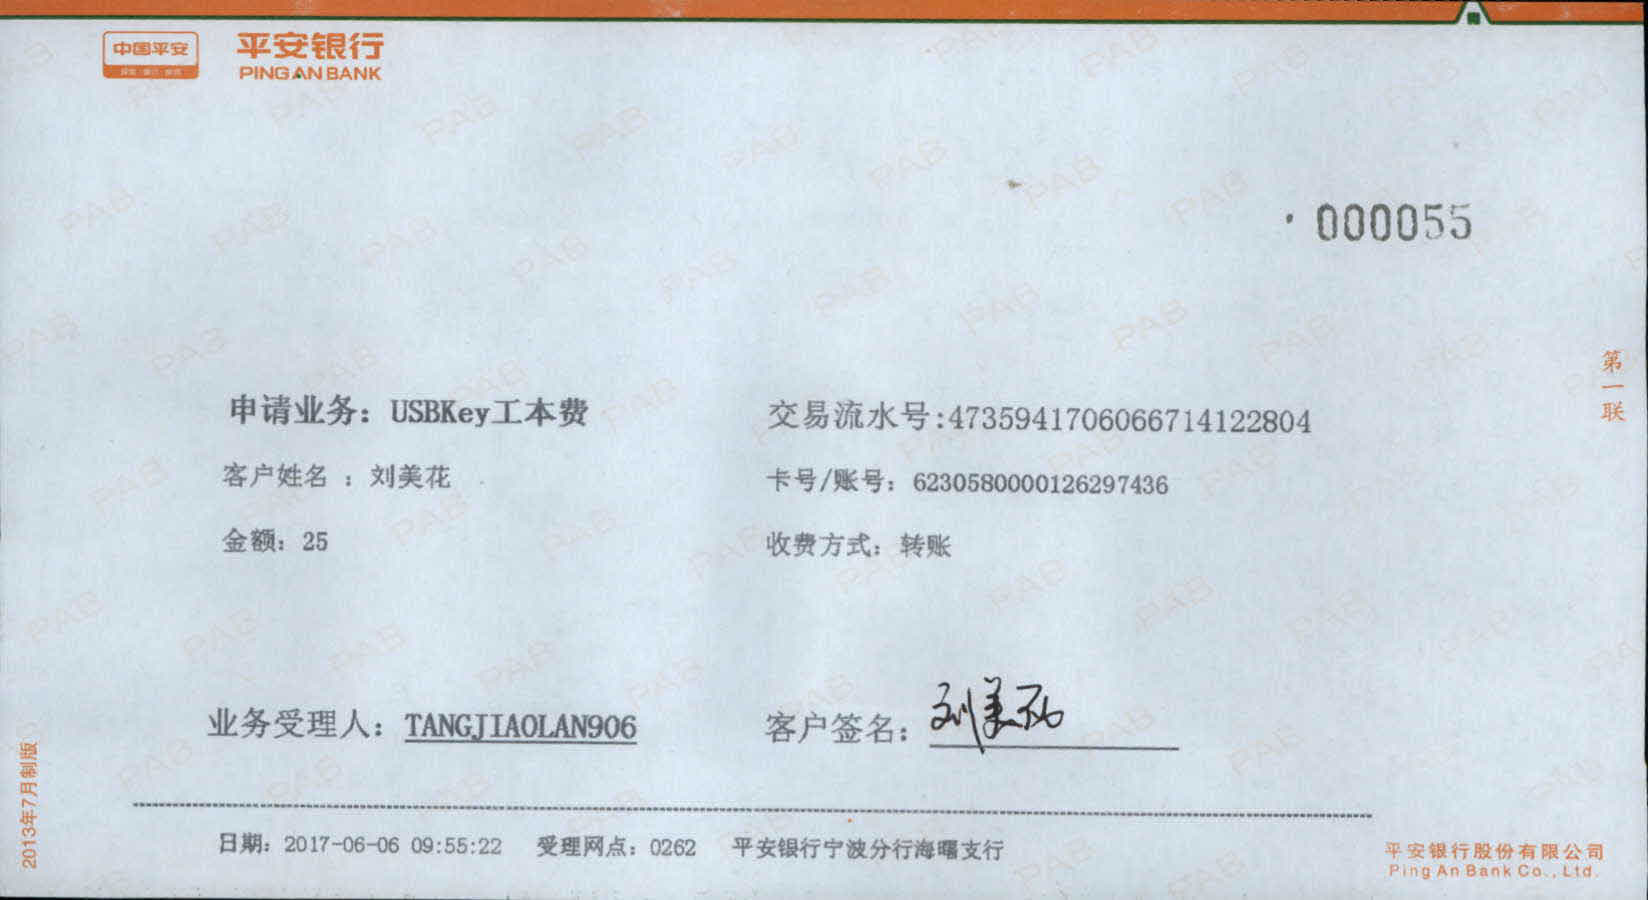 中国平安
平安银行
PING AN BANK
000055
第一联
申请业务：USBKey工本费
交易流水号:4735941706066714122804
客户姓名 ：刘美花
卡号/账号：6230580000126297436
金额：25
收费方式：转账
业务受理人：TANGJIAOLAN906
客户签名：刘美花
日期：2017-06-06 09:55:22 受理网点：0262 平安银行宁波分行海曙支行
2013年7月制版
平安银行股份有限公司
Ping An Bank Co., Ltd.